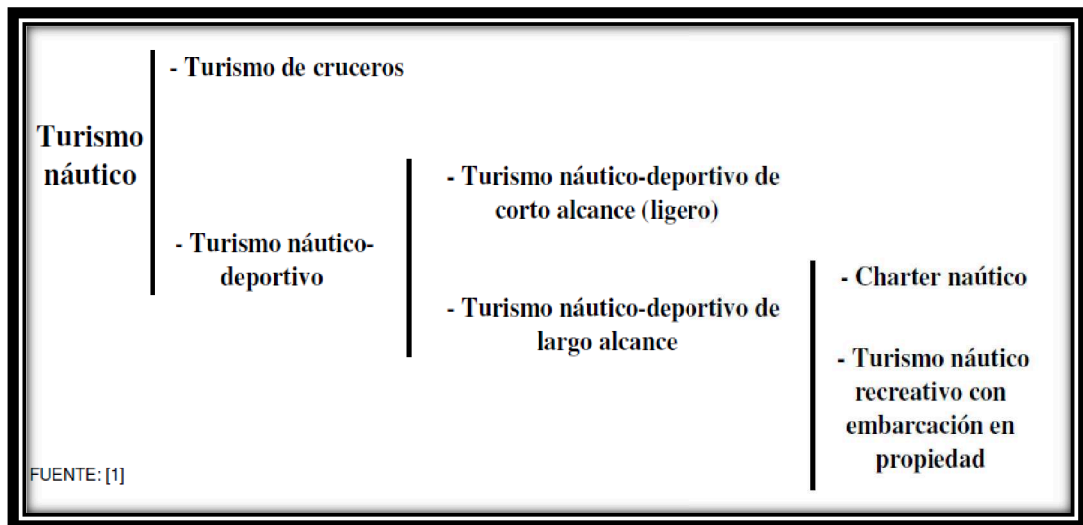 Turismo
náutico
- Turismo de cruceros
- Turismo náutico-
deportivo
- Turismo náutico-deportivo de
corto alcance (ligero)
- Turismo náutico-deportivo de
largo alcance
- Charter naútico
- Turismo náutico
recreativo con
embarcación en
propiedad
FUENTE: [1]